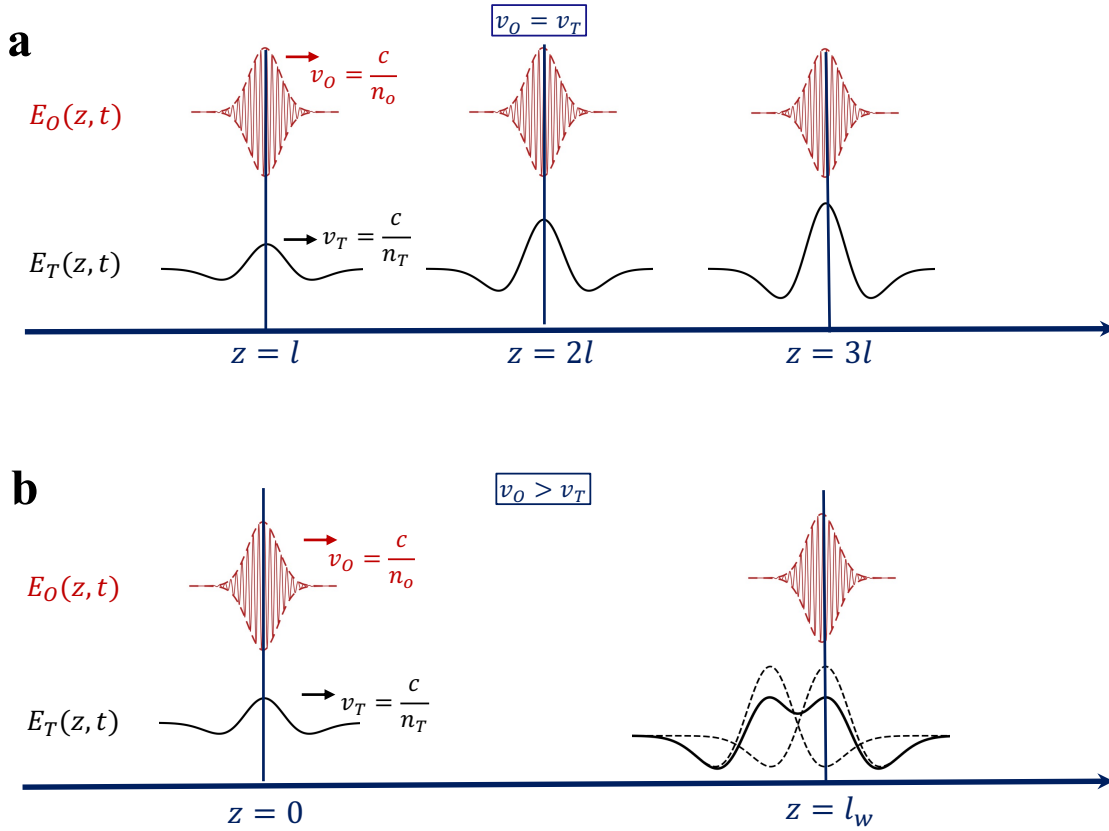 a
v_O = v_T
v_O = c/n_o
E_O(z, t)
v_T = c/n_T
E_T(z, t)
z = l
z = 2l
z = 3l
b
v_O > v_T
v_O = c/n_o
E_O(z, t)
v_T = c/n_T
E_T(z, t)
z = 0
z = l_w